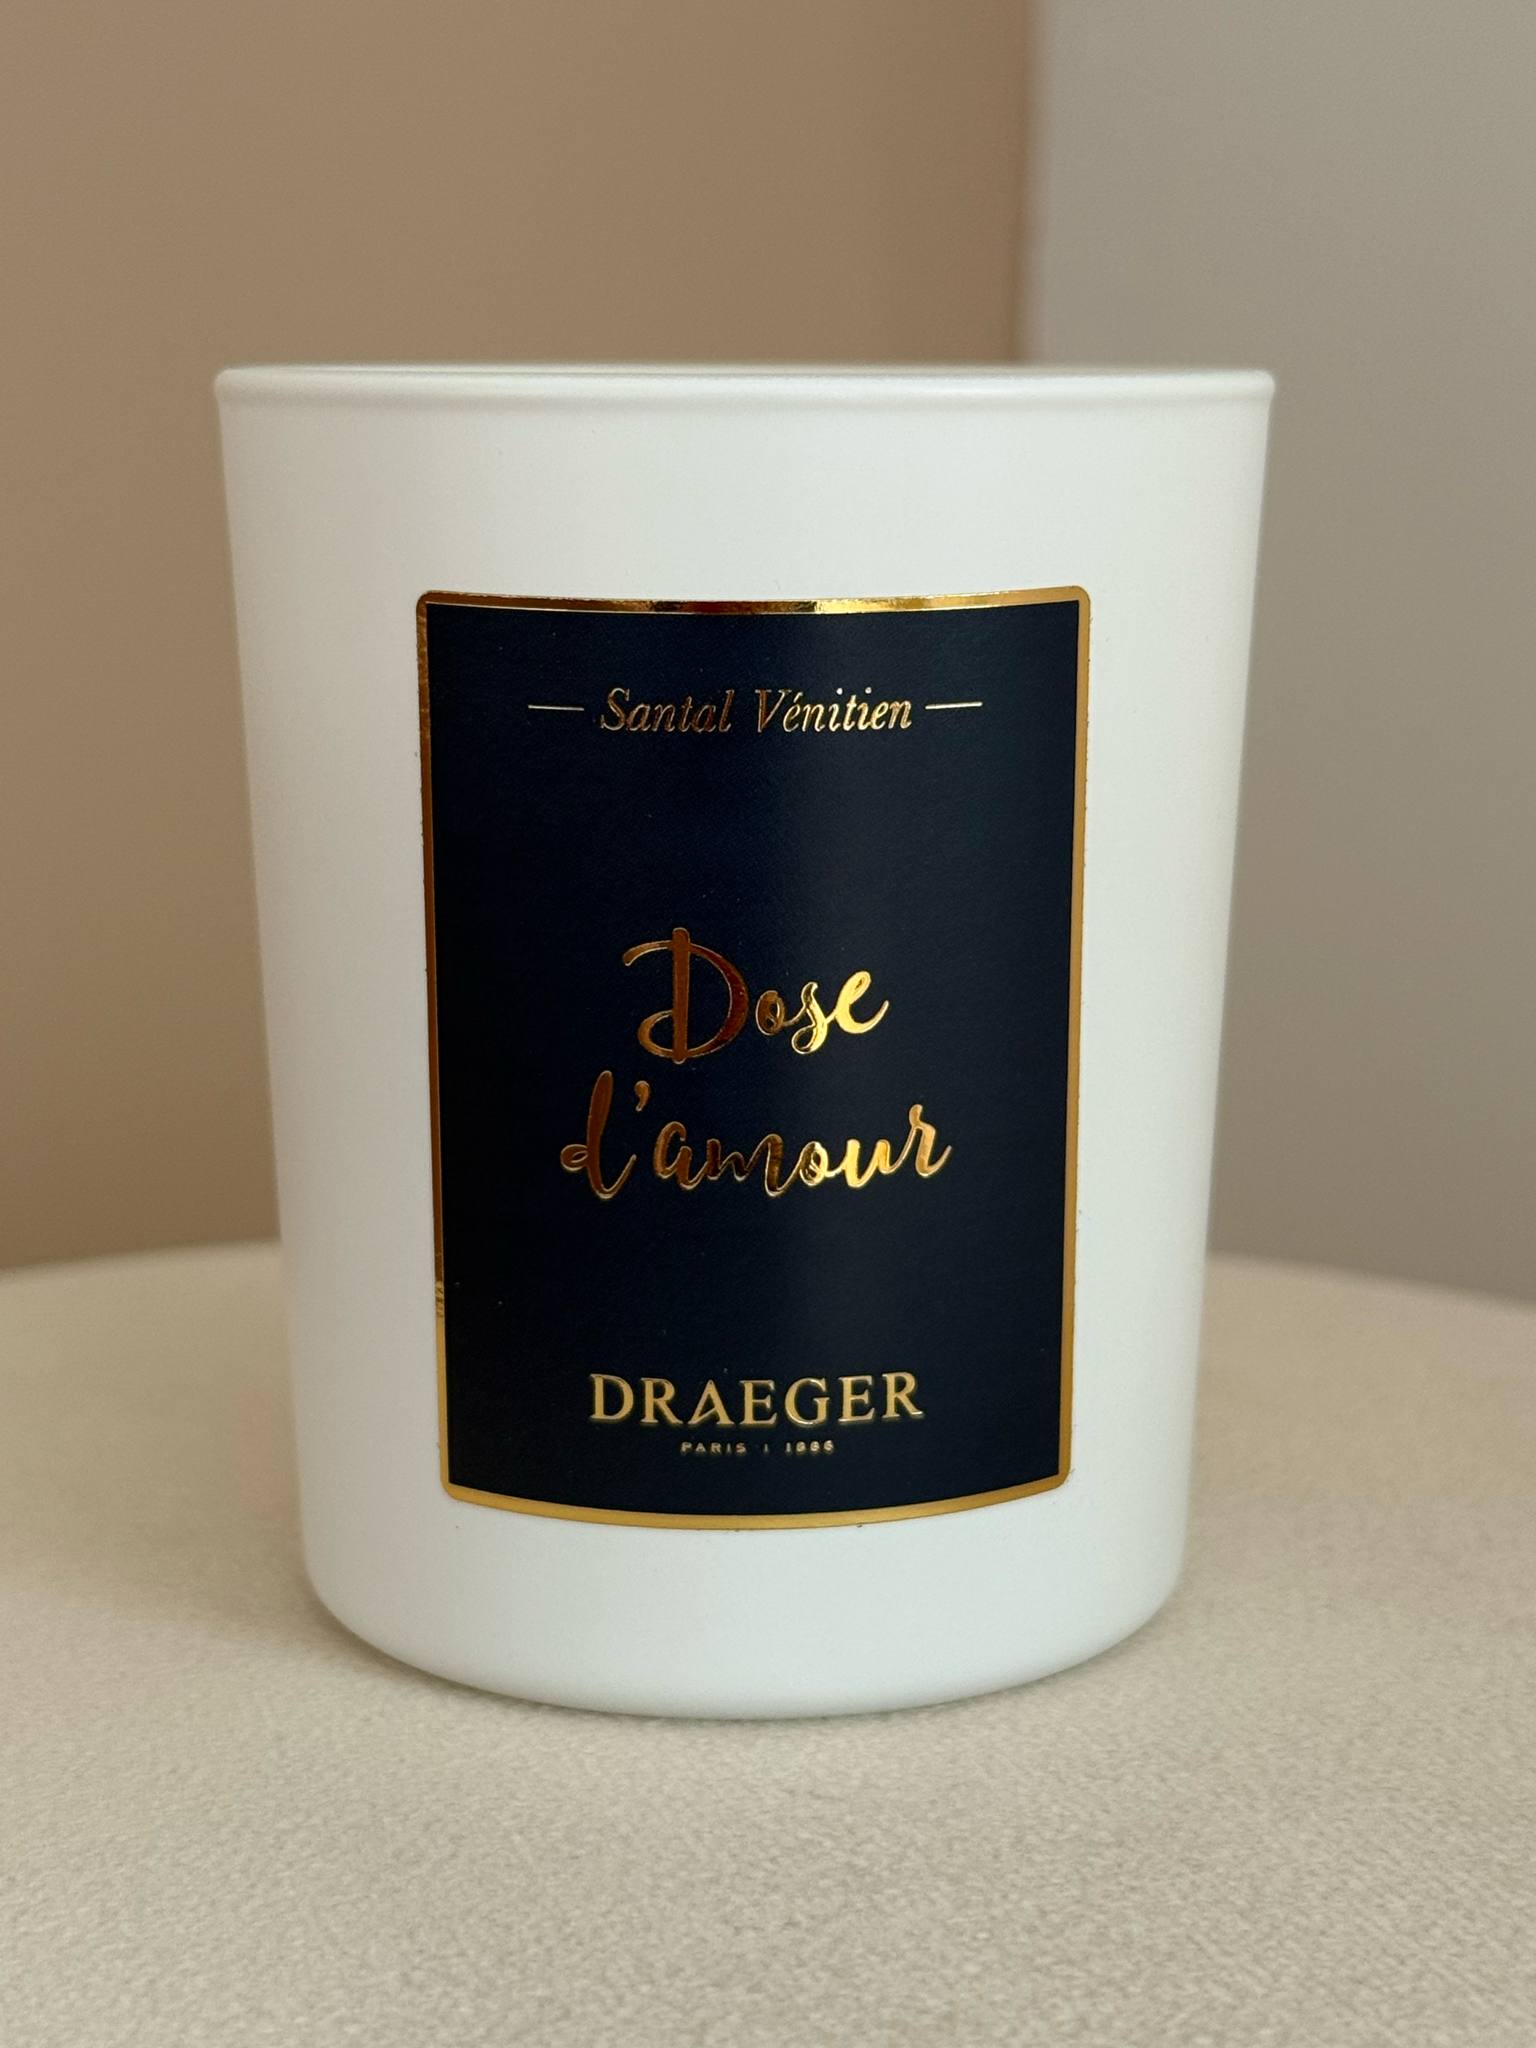 Santal Vénitien
Dose
d'amour
DRAEGER
PARIS | 1886